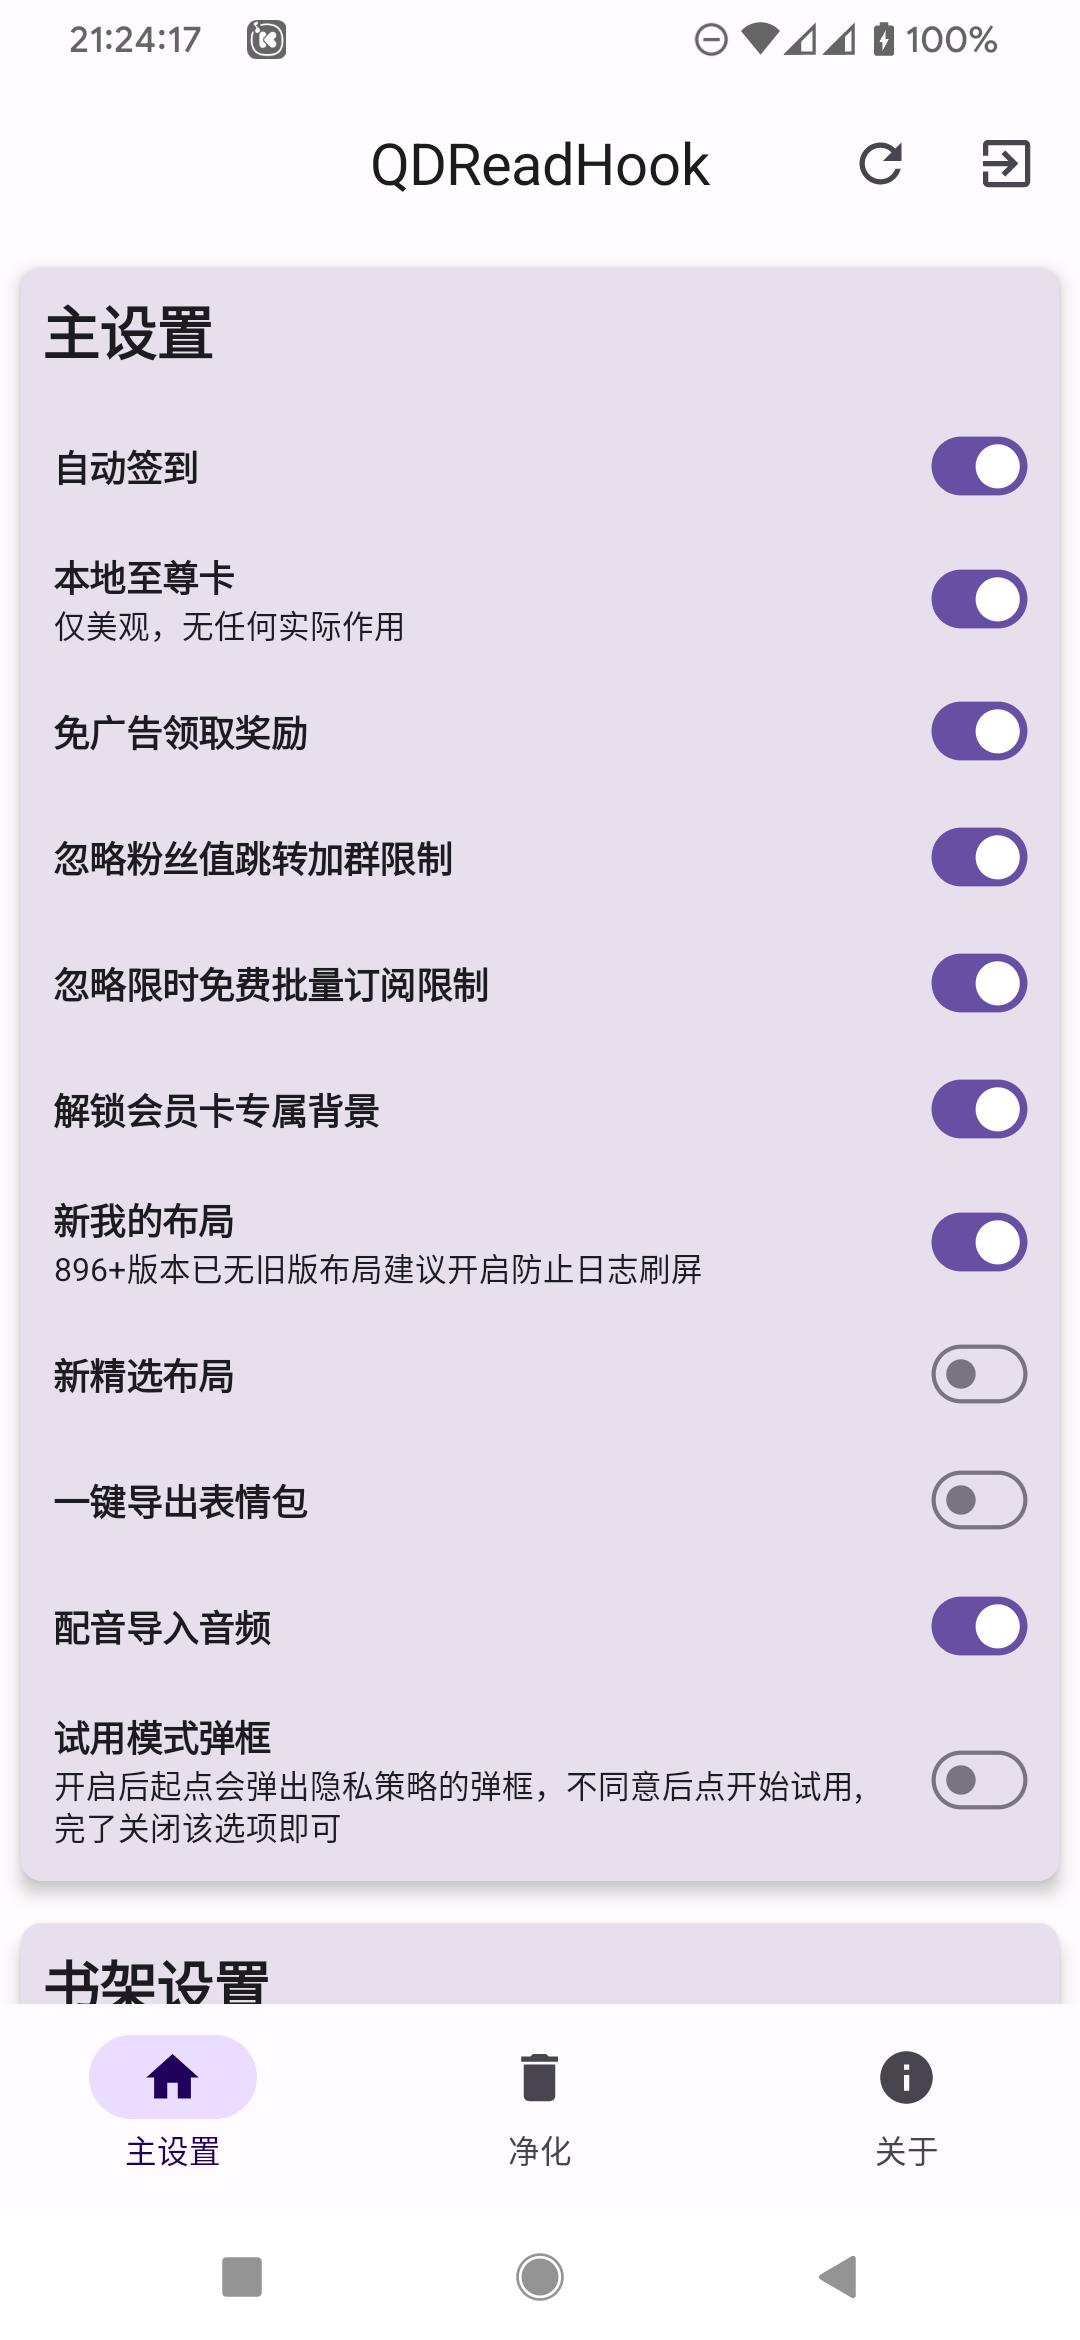 21:24:17
100%
QDReadHook
主设置
自动签到
本地至尊卡
仅美观，无任何实际作用
免广告领取奖励
忽略粉丝值跳转加群限制
忽略限时免费批量订阅限制
解锁会员卡专属背景
新我的布局
896+版本已无旧版布局建议开启防止日志刷屏
新精选布局
一键导出表情包
配音导入音频
试用模式弹框
开启后起点会弹出隐私策略的弹框，不同意后点开始试用，
完了关闭该选项即可
书架设置
主设置
净化
关于